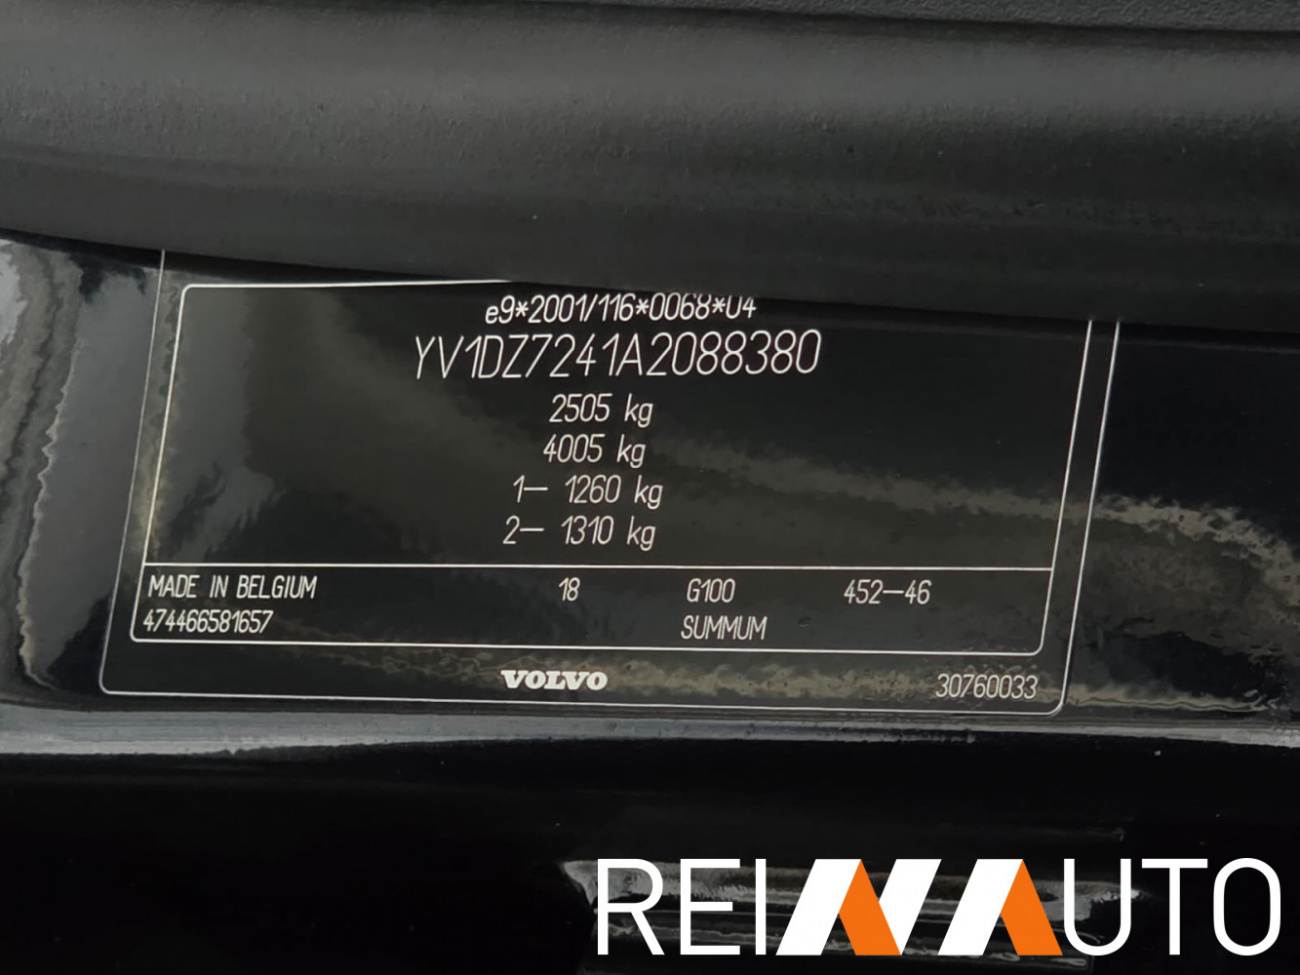 e9*2001/116*0068*04
YV1DZ7241A2088380
2505 kg
4005 kg
1– 1260 kg
2– 1310 kg
MADE IN BELGIUM 18 G100 452–46
474466581657 SUMMUM
VOLVO 30760033
REINAUTO